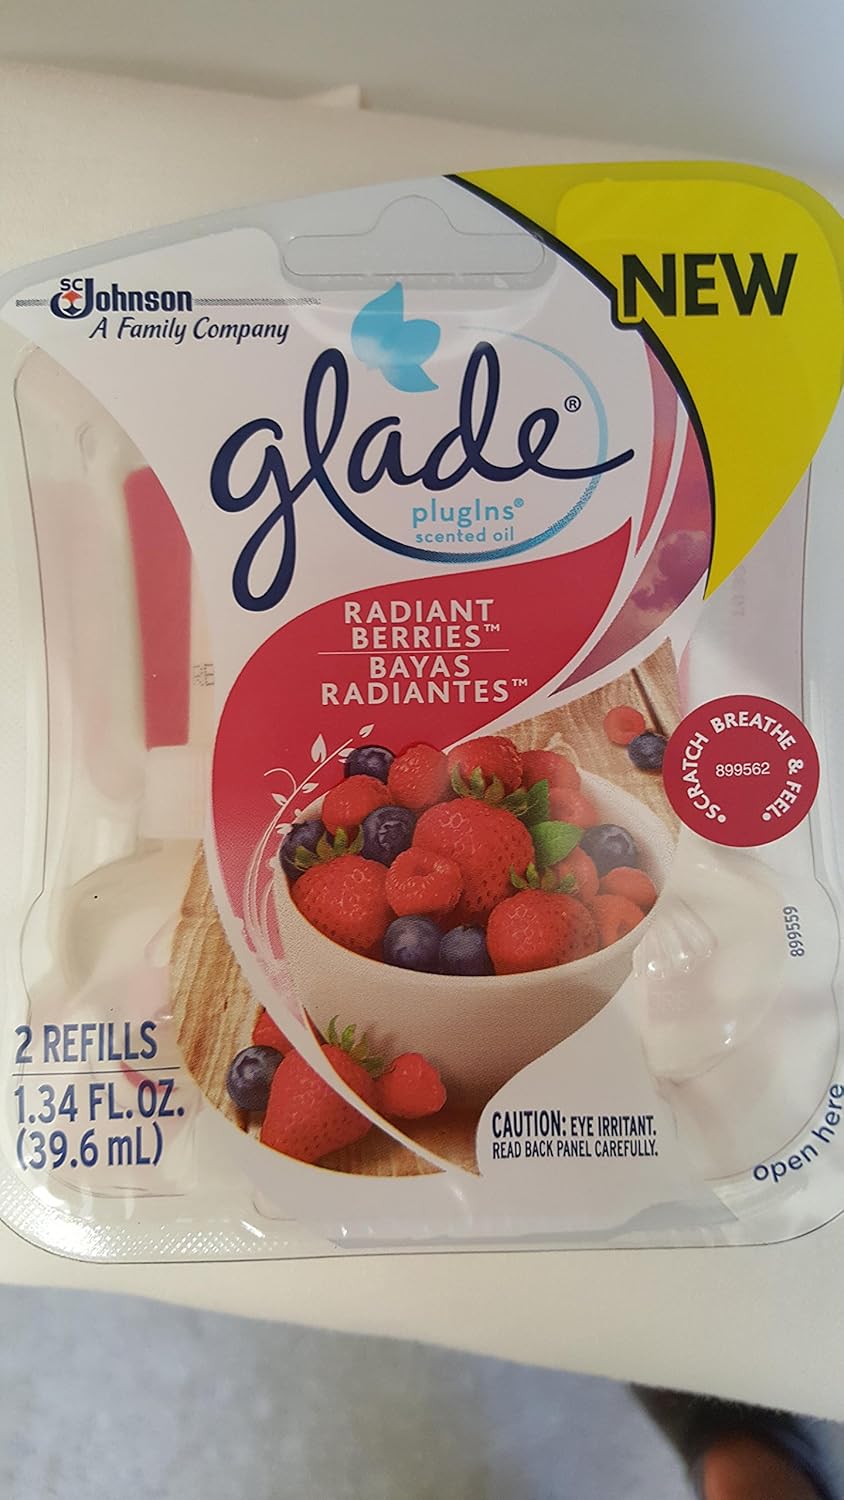 SC Johnson
A Family Company
NEW
glade®
plugIns®
scented oil
RADIANT
BERRIES™
BAYAS
RADIANTES™
•SCRATCH BREATHE & FEEL•
899562
899559
2 REFILLS
1.34 FL. OZ.
(39.6 mL)
CAUTION: EYE IRRITANT.
READ BACK PANEL CAREFULLY.
open here